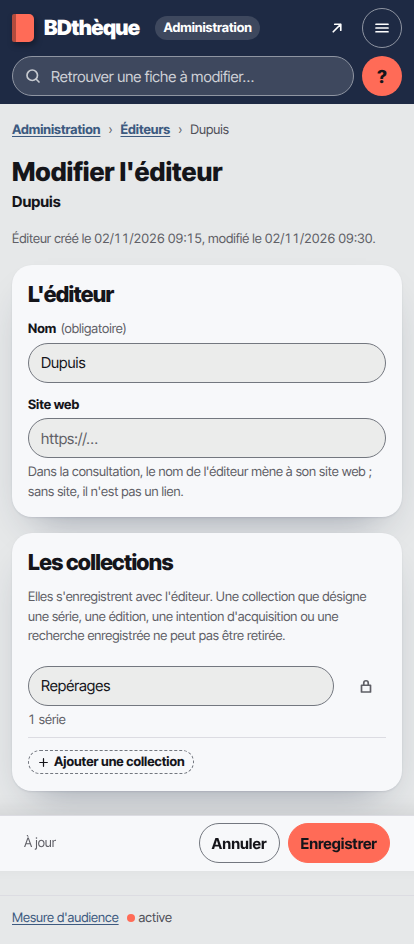 BDthèque Administration
Retrouver une fiche à modifier... ?
Administration › Éditeurs › Dupuis
Modifier l'éditeur
Dupuis
Éditeur créé le 02/11/2026 09:15, modifié le 02/11/2026 09:30.
L'éditeur
Nom (obligatoire)
Dupuis
Site web
https://...
Dans la consultation, le nom de l'éditeur mène à son site web ;
sans site, il n'est pas un lien.
Les collections
Elles s'enregistrent avec l'éditeur. Une collection que désigne
une série, une édition, une intention d'acquisition ou une
recherche enregistrée ne peut pas être retirée.
Repérages
1 série
+ Ajouter une collection
À jour Annuler Enregistrer
Mesure d'audience active